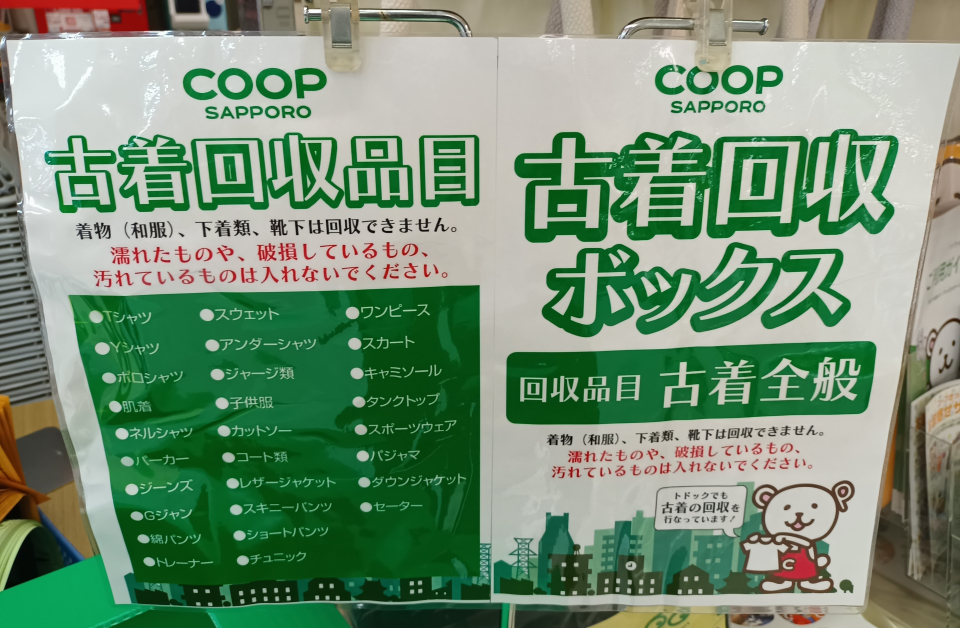 COOP
SAPPORO
古着回収品目
着物（和服）、下着類、靴下は回収できません。
濡れたものや、破損しているもの、
汚れているものは入れないでください。
●Tシャツ
●Yシャツ
●ポロシャツ
●肌着
●ネルシャツ
●パーカー
●ジーンズ
●Gジャン
●綿パンツ
●トレーナー
●スウェット
●アンダーシャツ
●ジャージ類
●子供服
●カットソー
●コート類
●レザージャケット
●スキニーパンツ
●ショートパンツ
●チュニック
●ワンピース
●スカート
●キャミソール
●タンクトップ
●スポーツウェア
●パジャマ
●ダウンジャケット
●セーター
COOP
SAPPORO
古着回収
ボックス
回収品目 古着全般
着物（和服）、下着類、靴下は回収できません。
濡れたものや、破損しているもの、
汚れているものは入れないでください。
トドックでも
古着の回収を
行なっています！